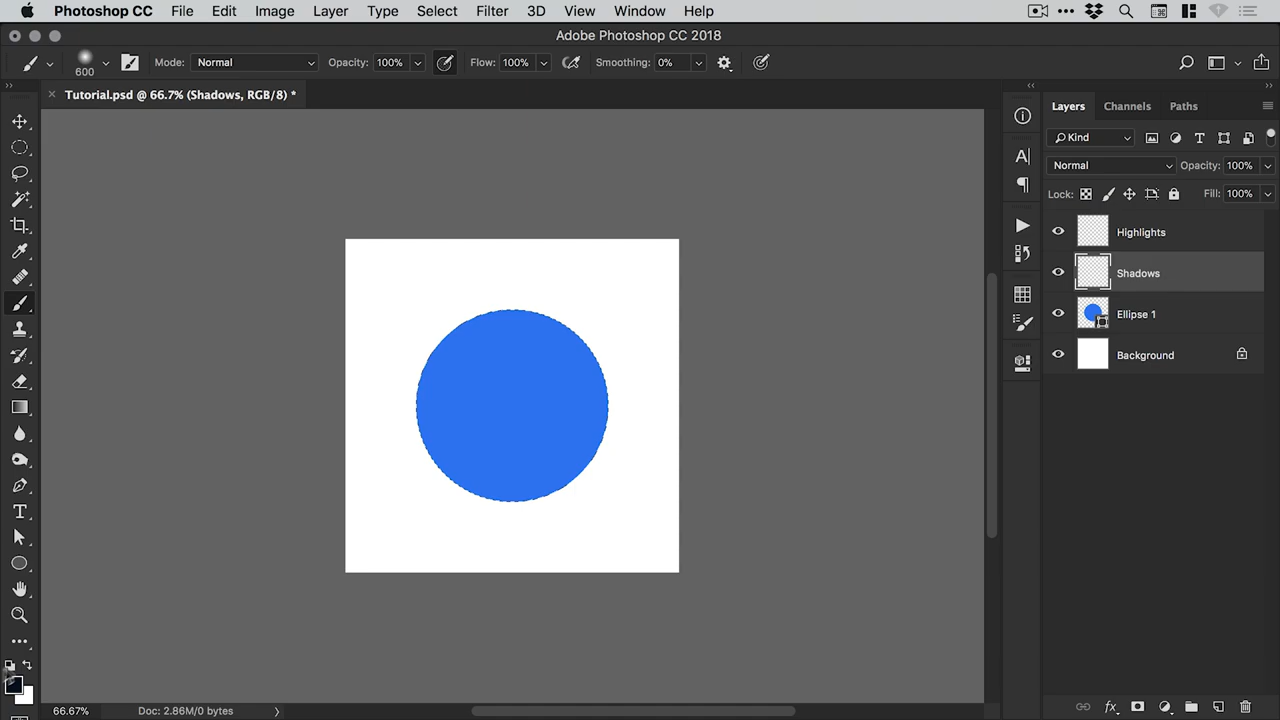 Photoshop CC File Edit Image Layer Type Select Filter 3D View Window Help
Adobe Photoshop CC 2018
600 Mode: Normal Opacity: 100% Flow: 100% Smoothing: 0%
× Tutorial.psd @ 66.7% (Shadows, RGB/8) *
Layers Channels Paths
Kind
Normal Opacity: 100%
Lock: Fill: 100%
Highlights
Shadows
Ellipse 1
Background
66.67% Doc: 2.86M/0 bytes